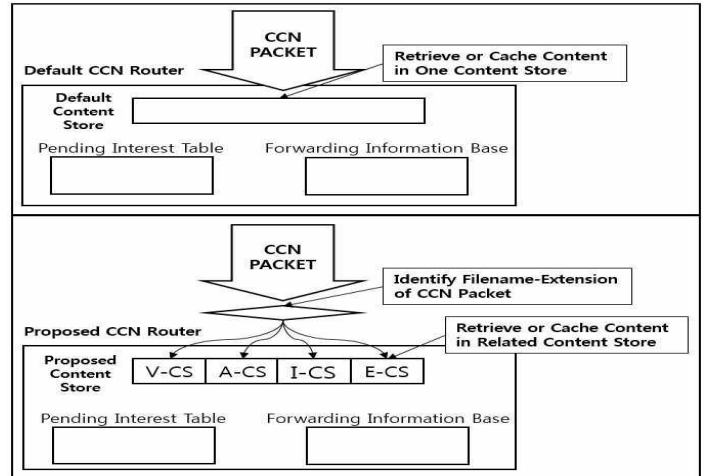 CCN
PACKET
Retrieve or Cache Content
in One Content Store
Default CCN Router
Default
Content
Store
Pending Interest Table
Forwarding Information Base
CCN
PACKET
Identify Filename-Extension
of CCN Packet
Proposed CCN Router
Retrieve or Cache Content
in Related Content Store
Proposed
Content
Store
V-CS
A-CS
I-CS
E-CS
Pending Interest Table
Forwarding Information Base